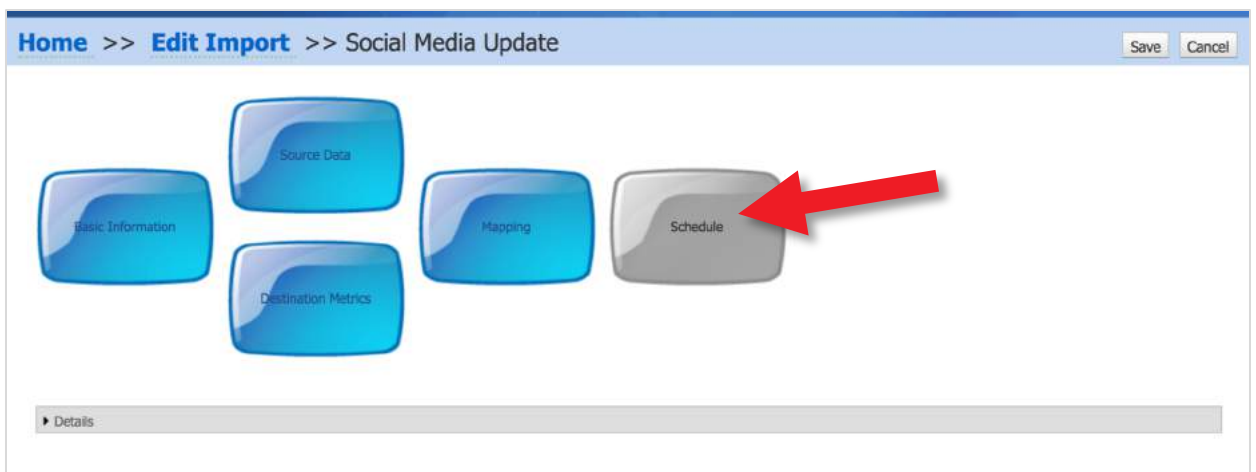 Home >> Edit Import >> Social Media Update
Save Cancel
Source Data
Basic Information
Mapping
Schedule
Destination Metrics
Details